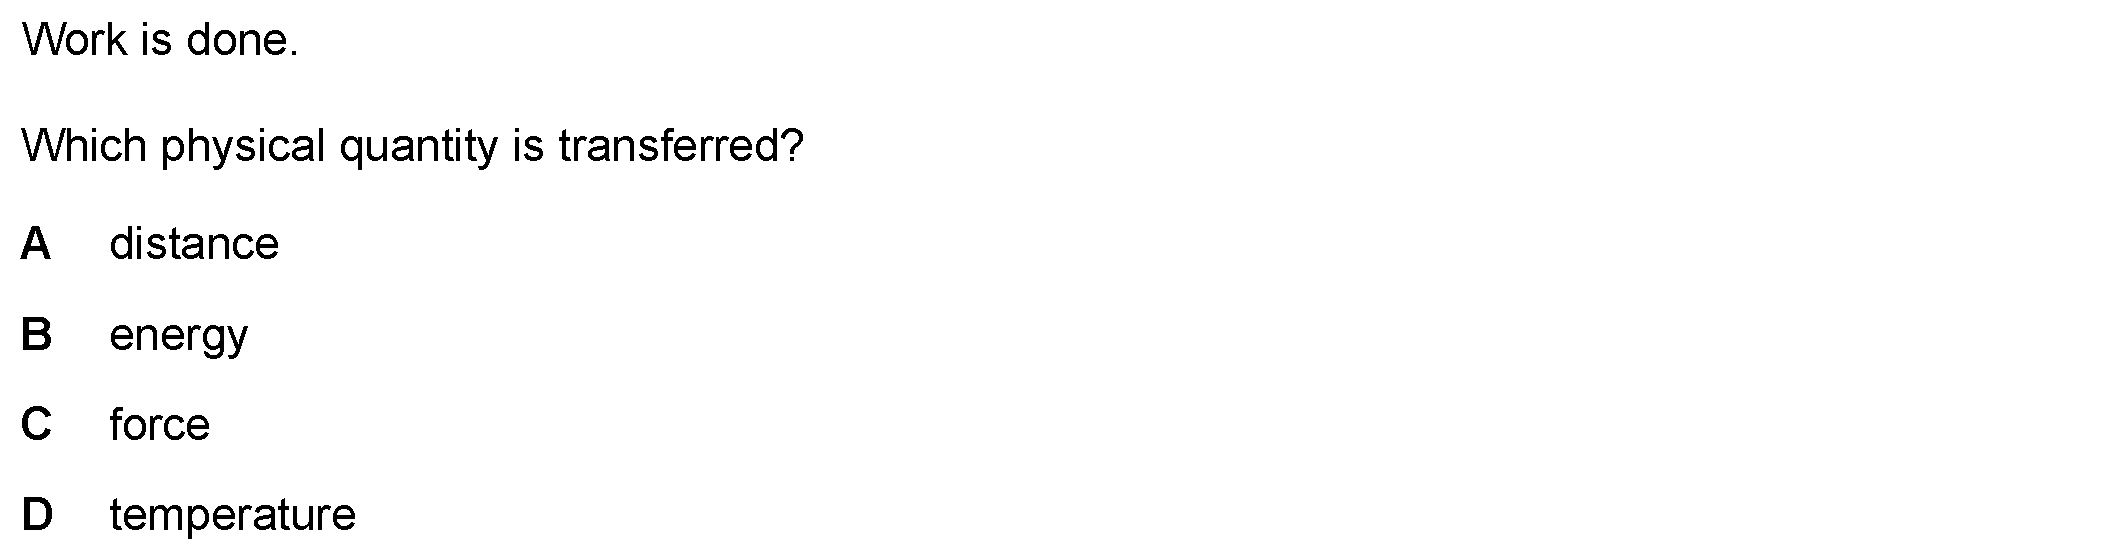 Work is done.
Which physical quantity is transferred?
A distance
B energy
C force
D temperature